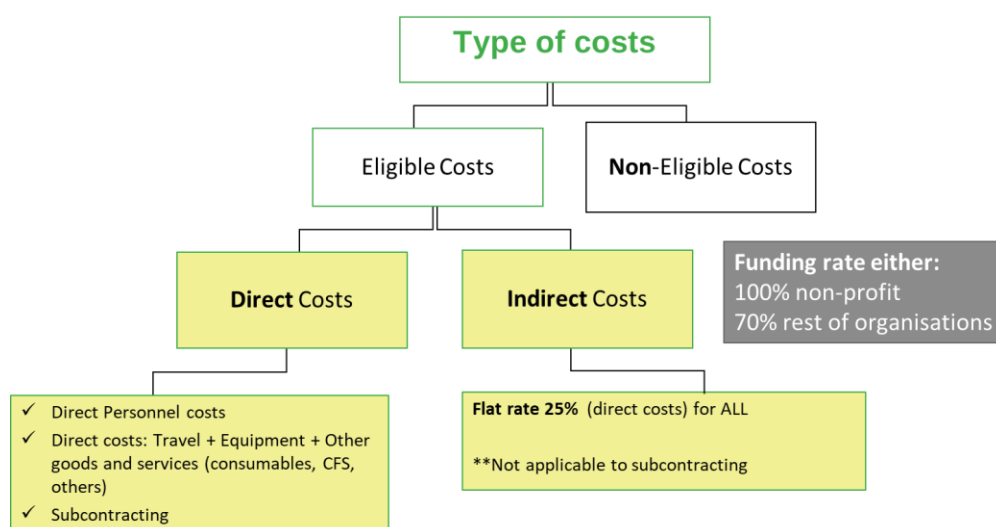 Type of costs
Eligible Costs
Non-Eligible Costs
Direct Costs
Indirect Costs
Funding rate either:
100% non-profit
70% rest of organisations
✓ Direct Personnel costs
✓ Direct costs: Travel + Equipment + Other
goods and services (consumables, CFS,
others)
✓ Subcontracting
Flat rate 25% (direct costs) for ALL
**Not applicable to subcontracting